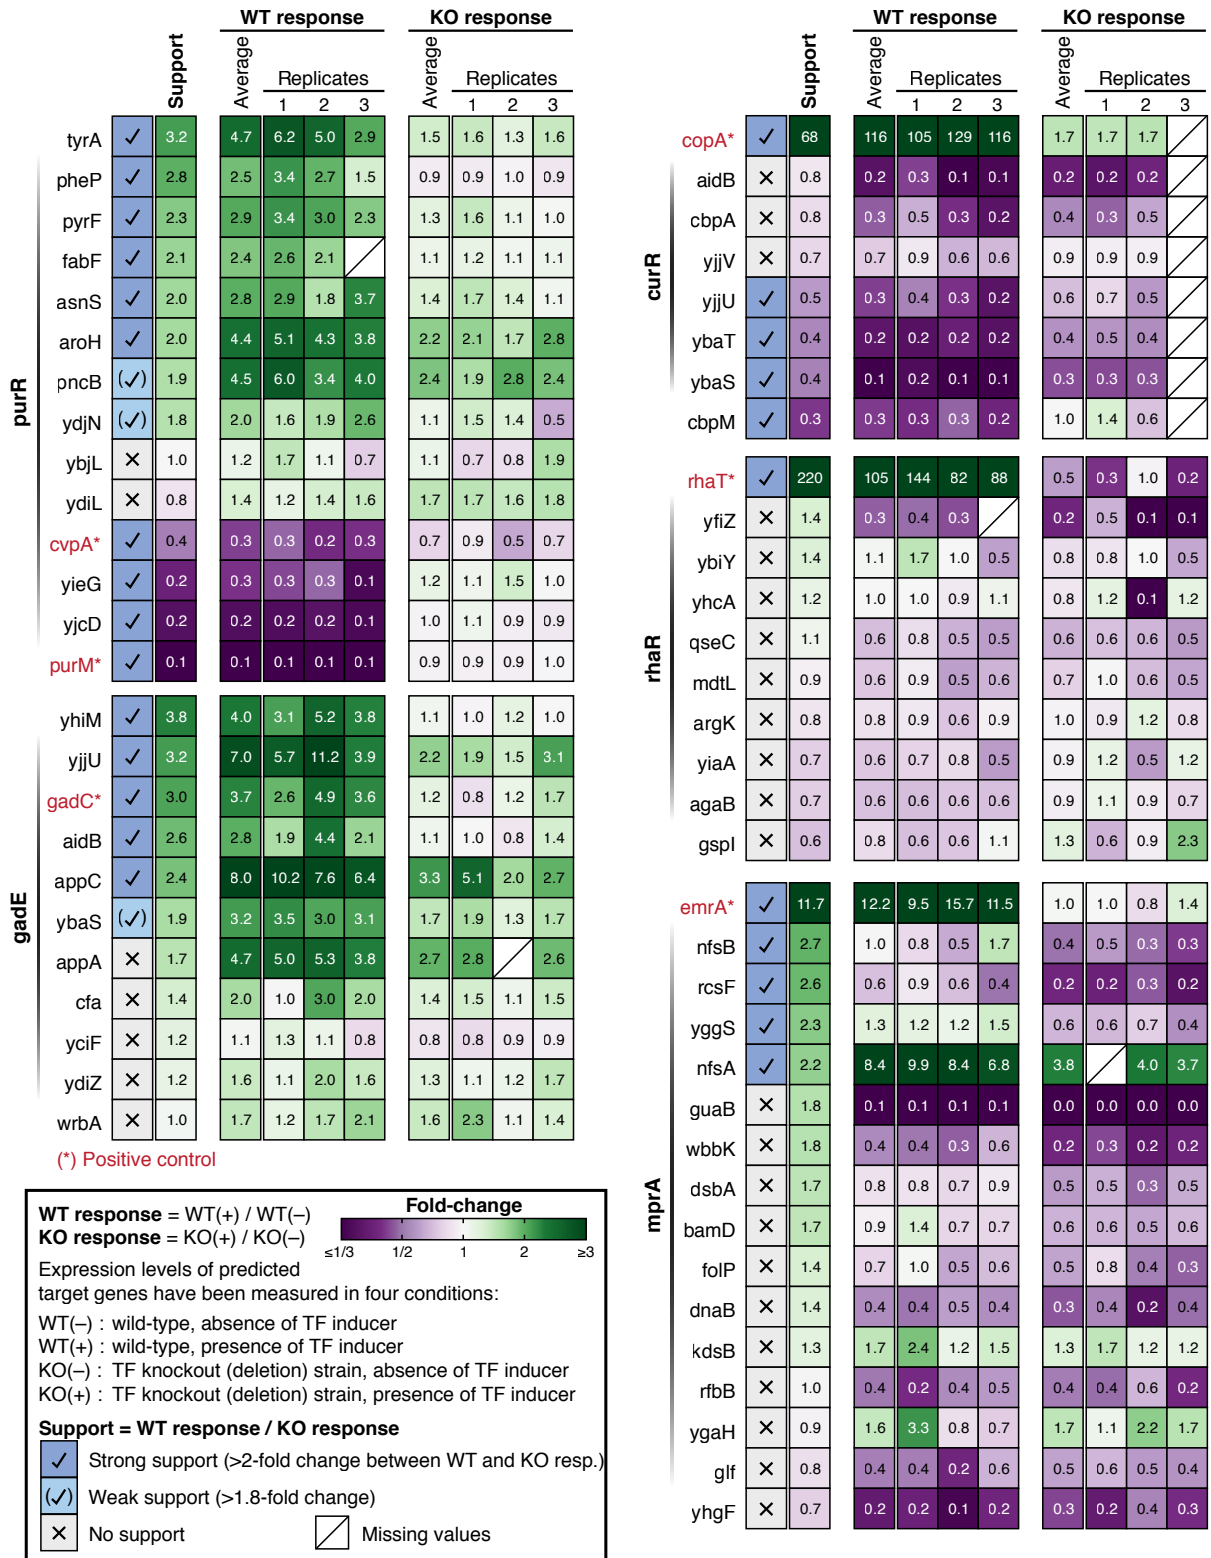 WT response KO response
Support Average Replicates Average Replicates
1 2 3 1 2 3
purR
tyrA ✓ 3.2 4.7 6.2 5.0 2.9 1.5 1.6 1.3 1.6
pheP ✓ 2.8 2.5 3.4 2.7 1.5 0.9 0.9 1.0 0.9
pyrF ✓ 2.3 2.9 3.4 3.0 2.3 1.3 1.6 1.1 1.0
fabF ✓ 2.1 2.4 2.6 2.1 1.1 1.2 1.1 1.1
asnS ✓ 2.0 2.8 2.9 1.8 3.7 1.4 1.7 1.4 1.1
aroH ✓ 2.0 4.4 5.1 4.3 3.8 2.2 2.1 1.7 2.8
pncB (✓) 1.9 4.5 6.0 3.4 4.0 2.4 1.9 2.8 2.4
ydjN (✓) 1.8 2.0 1.6 1.9 2.6 1.1 1.5 1.4 0.5
ybjL ✕ 1.0 1.2 1.7 1.1 0.7 1.1 0.7 0.8 1.9
ydiL ✕ 0.8 1.4 1.2 1.4 1.6 1.7 1.7 1.6 1.8
cvpA* ✓ 0.4 0.3 0.3 0.2 0.3 0.7 0.9 0.5 0.7
yieG ✓ 0.2 0.3 0.3 0.3 0.1 1.2 1.1 1.5 1.0
yjcD ✓ 0.2 0.2 0.2 0.2 0.1 1.0 1.1 0.9 0.9
purM* ✓ 0.1 0.1 0.1 0.1 0.1 0.9 0.9 0.9 1.0
gadE
yhiM ✓ 3.8 4.0 3.1 5.2 3.8 1.1 1.0 1.2 1.0
yjjU ✓ 3.2 7.0 5.7 11.2 3.9 2.2 1.9 1.5 3.1
gadC* ✓ 3.0 3.7 2.6 4.9 3.6 1.2 0.8 1.2 1.7
aidB ✓ 2.6 2.8 1.9 4.4 2.1 1.1 1.0 0.8 1.4
appC ✓ 2.4 8.0 10.2 7.6 6.4 3.3 5.1 2.0 2.7
ybaS (✓) 1.9 3.2 3.5 3.0 3.1 1.7 1.9 1.3 1.7
appA ✕ 1.7 4.7 5.0 5.3 3.8 2.7 2.8 2.6
cfa ✕ 1.4 2.0 1.0 3.0 2.0 1.4 1.5 1.1 1.5
yciF ✕ 1.2 1.1 1.3 1.1 0.8 0.8 0.8 0.9 0.9
ydiZ ✕ 1.2 1.6 1.1 2.0 1.6 1.3 1.1 1.2 1.7
wrbA ✕ 1.0 1.7 1.2 1.7 2.1 1.6 2.3 1.1 1.4
(*) Positive control
WT response = WT(+) / WT(−)
KO response = KO(+) / KO(−)
Fold-change
≤1/3 1/2 1 2 ≥3
Expression levels of predicted
target genes have been measured in four conditions:
WT(−) : wild-type, absence of TF inducer
WT(+) : wild-type, presence of TF inducer
KO(−) : TF knockout (deletion) strain, absence of TF inducer
KO(+) : TF knockout (deletion) strain, presence of TF inducer
Support = WT response / KO response
✓ Strong support (>2-fold change between WT and KO resp.)
(✓) Weak support (>1.8-fold change)
✕ No support Missing values
WT response KO response
Support Average Replicates Average Replicates
1 2 3 1 2 3
curR
copA* ✓ 68 116 105 129 116 1.7 1.7 1.7
aidB ✕ 0.8 0.2 0.3 0.1 0.1 0.2 0.2 0.2
cbpA ✕ 0.8 0.3 0.5 0.3 0.2 0.4 0.3 0.5
yjjV ✕ 0.7 0.7 0.9 0.6 0.6 0.9 0.9 0.9
yjjU ✓ 0.5 0.3 0.4 0.3 0.2 0.6 0.7 0.5
ybaT ✓ 0.4 0.2 0.2 0.2 0.2 0.4 0.5 0.4
ybaS ✓ 0.4 0.1 0.2 0.1 0.1 0.3 0.3 0.3
cbpM ✓ 0.3 0.3 0.3 0.3 0.2 1.0 1.4 0.6
rhaR
rhaT* ✓ 220 105 144 82 88 0.5 0.3 1.0 0.2
yfiZ ✕ 1.4 0.3 0.4 0.3 0.2 0.5 0.1 0.1
ybiY ✕ 1.4 1.1 1.7 1.0 0.5 0.8 0.8 1.0 0.5
yhcA ✕ 1.2 1.0 1.0 0.9 1.1 0.8 1.2 0.1 1.2
qseC ✕ 1.1 0.6 0.8 0.5 0.5 0.6 0.6 0.6 0.5
mdtL ✕ 0.9 0.6 0.9 0.5 0.6 0.7 1.0 0.6 0.5
argK ✕ 0.8 0.8 0.9 0.6 0.9 1.0 0.9 1.2 0.8
yiaA ✕ 0.7 0.6 0.7 0.8 0.5 0.9 1.2 0.5 1.2
agaB ✕ 0.7 0.6 0.6 0.6 0.6 0.9 1.1 0.9 0.7
gspI ✕ 0.6 0.8 0.6 0.6 1.1 1.3 0.6 0.9 2.3
mprA
emrA* ✓ 11.7 12.2 9.5 15.7 11.5 1.0 1.0 0.8 1.4
nfsB ✓ 2.7 1.0 0.8 0.5 1.7 0.4 0.5 0.3 0.3
rcsF ✓ 2.6 0.6 0.9 0.6 0.4 0.2 0.2 0.3 0.2
yggS ✓ 2.3 1.3 1.2 1.2 1.5 0.6 0.6 0.7 0.4
nfsA ✓ 2.2 8.4 9.9 8.4 6.8 3.8 4.0 3.7
guaB ✕ 1.8 0.1 0.1 0.1 0.1 0.0 0.0 0.0 0.0
wbbK ✕ 1.8 0.4 0.4 0.3 0.6 0.2 0.3 0.2 0.2
dsbA ✕ 1.7 0.8 0.8 0.7 0.9 0.5 0.5 0.3 0.5
bamD ✕ 1.7 0.9 1.4 0.7 0.7 0.6 0.6 0.5 0.6
folP ✕ 1.4 0.7 1.0 0.5 0.6 0.5 0.8 0.4 0.3
dnaB ✕ 1.4 0.4 0.4 0.5 0.4 0.3 0.4 0.2 0.4
kdsB ✕ 1.3 1.7 2.4 1.2 1.5 1.3 1.7 1.2 1.2
rfbB ✕ 1.0 0.4 0.2 0.4 0.5 0.4 0.4 0.6 0.2
ygaH ✕ 0.9 1.6 3.3 0.8 0.7 1.7 1.1 2.2 1.7
glf ✕ 0.8 0.4 0.4 0.2 0.6 0.5 0.6 0.5 0.4
yhgF ✕ 0.7 0.2 0.2 0.1 0.2 0.3 0.2 0.4 0.3